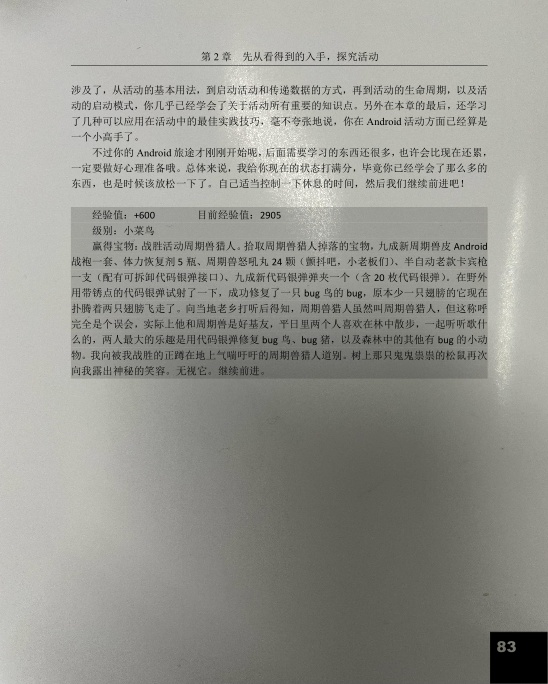 第 2 章　先从看得到的入手，探究活动
涉及了，从活动的基本用法，到启动活动和传递数据的方式，再到活动的生命周期，以及活
动的启动模式，你几乎已经学会了关于活动所有重要的知识点。另外在本章的最后，还学习
了几种可以应用在活动中的最佳实践技巧，毫不夸张地说，你在 Android 活动方面已经算是
一个小高手了。
不过你的 Android 旅途才刚刚开始呢，后面需要学习的东西还很多，也许会比现在还累，
一定要做好心理准备哦。总体来说，我给你现在的状态打满分，毕竟你已经学会了那么多的
东西，也是时候该放松一下了。自己适当控制一下休息的时间，然后我们继续前进吧！
经验值：+600　　目前经验值：2905
级别：小菜鸟
赢得宝物：战胜活动周期兽猎人。拾取周期兽猎人掉落的宝物，九成新周期兽皮 Android
战袍一套、体力恢复剂 5 瓶、周期兽怒吼丸 24 颗（颤抖吧，小老板们）、半自动老款卡宾枪
一支（配有可拆卸代码银弹接口）、九成新代码银弹弹夹一个（含 20 枚代码银弹）。在野外
用带锈点的代码银弹试射了一下，成功修复了一只 bug 鸟的 bug，原本少一只翅膀的它现在
扑腾着两只翅膀飞走了。向当地老乡打听后得知，周期兽猎人虽然叫周期兽猎人，但这称呼
完全是个误会，实际上他和周期兽是好基友，平日里两个人喜欢在林中散步，一起听听歌什
么的，两人最大的乐趣是用代码银弹修复 bug 鸟、bug 猪，以及森林中的其他有 bug 的小动
物。我向被我战胜的正蹲在地上气喘吁吁的周期兽猎人道别。树上那只鬼鬼祟祟的松鼠再次
向我露出神秘的笑容。无视它。继续前进。
83